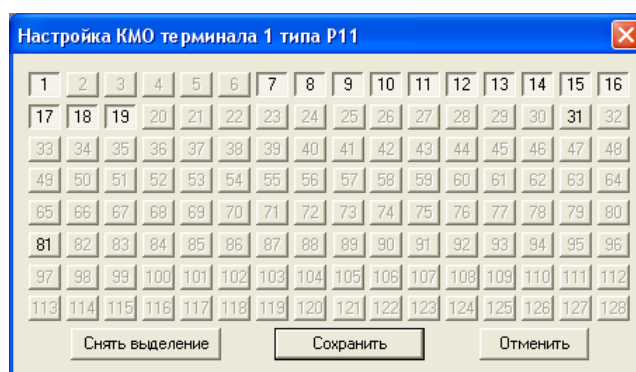 Настройка КМО терминала 1 типа Р11
1 2 3 4 5 6 7 8 9 10 11 12 13 14 15 16
17 18 19 20 21 22 23 24 25 26 27 28 29 30 31 32
33 34 35 36 37 38 39 40 41 42 43 44 45 46 47 48
49 50 51 52 53 54 55 56 57 58 59 60 61 62 63 64
65 66 67 68 69 70 71 72 73 74 75 76 77 78 79 80
81 82 83 84 85 86 87 88 89 90 91 92 93 94 95 96
97 98 99 100 101 102 103 104 105 106 107 108 109 110 111 112
113 114 115 116 117 118 119 120 121 122 123 124 125 126 127 128
Снять выделение Сохранить Отменить